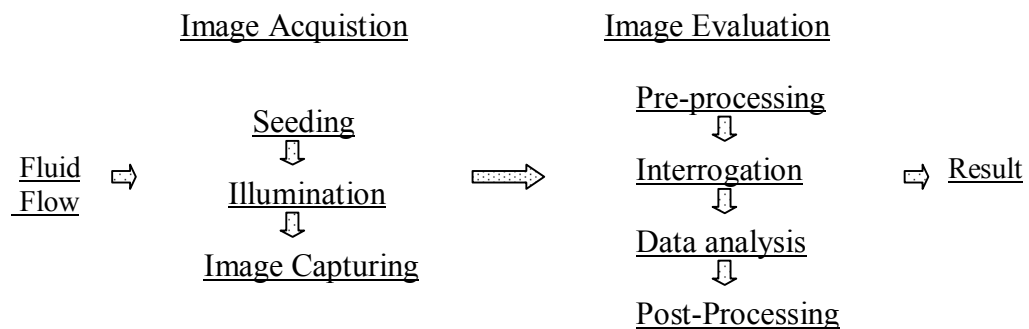 Image Acquistion
Image Evaluation
Fluid
Flow
Seeding
Illumination
Image Capturing
Pre-processing
Interrogation
Data analysis
Post-Processing
Result